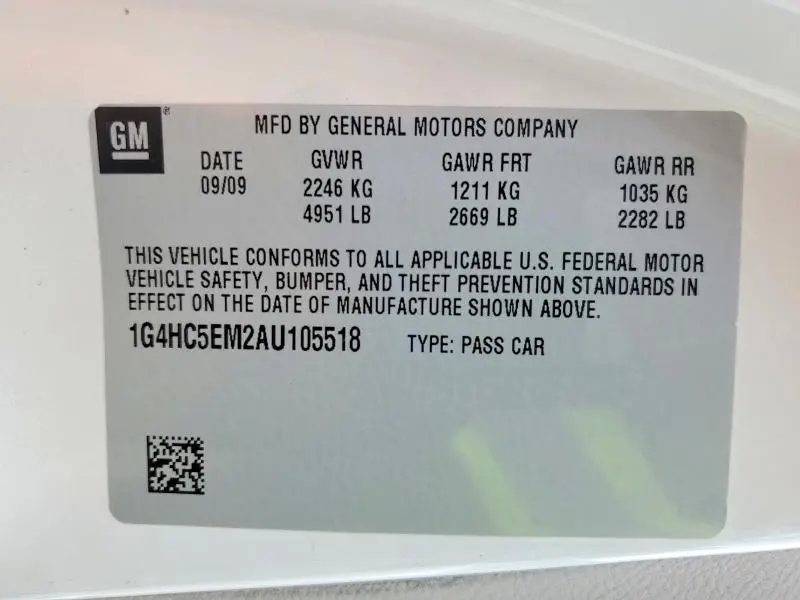 GM
MFD BY GENERAL MOTORS COMPANY
DATE GVWR GAWR FRT GAWR RR
09/09 2246 KG 1211 KG 1035 KG
4951 LB 2669 LB 2282 LB
THIS VEHICLE CONFORMS TO ALL APPLICABLE U.S. FEDERAL MOTOR
VEHICLE SAFETY, BUMPER, AND THEFT PREVENTION STANDARDS IN
EFFECT ON THE DATE OF MANUFACTURE SHOWN ABOVE.
1G4HC5EM2AU105518 TYPE: PASS CAR